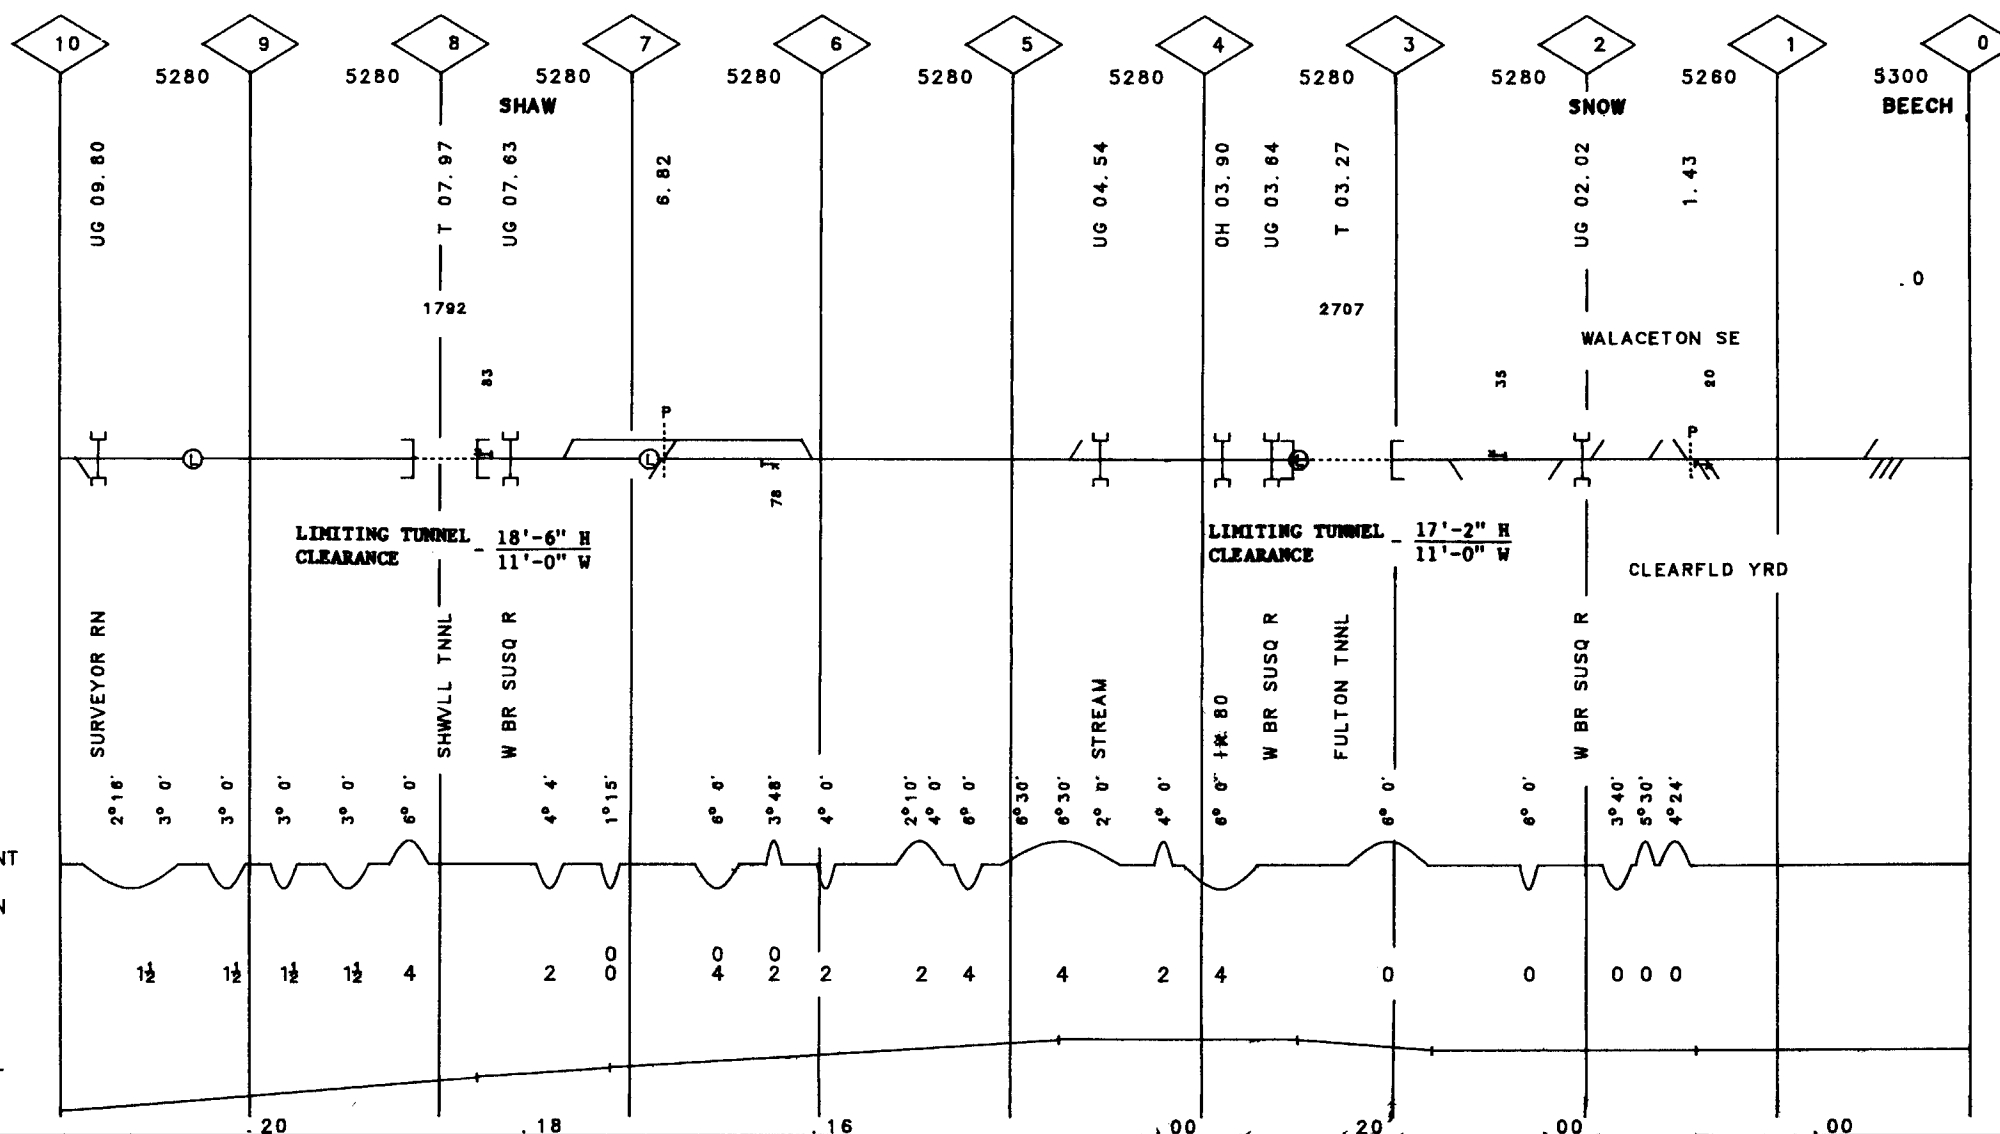 10 9 8 7 6 5 4 3 2 1 0
5280 5280 5280 5280 5280 5280 5280 5280 5260 5300
SHAW SNOW BEECH
UG 09.80
T 07.97
UG 07.63
6.82
UG 04.54
OH 03.90
UG 03.64
T 03.27
UG 02.02
1.43
.0
1792
2707
WALACETON SE
83
35
20
P
P
L
L
78
LIMITING TUNNEL CLEARANCE - 18'-6" H
11'-0" W
LIMITING TUNNEL CLEARANCE - 17'-2" H
11'-0" W
CLEARFLD YRD
SURVEYOR RN
SHWVLL TNNL
W BR SUSQ R
STREAM
80
W BR SUSQ R
FULTON TNNL
W BR SUSQ R
2°16' 3° 0' 3° 0' 3° 0' 3° 0' 6° 0' 4° 4' 1°15' 6° 6' 3°48' 4° 0' 2°10' 4° 0' 6° 0' 6°30' 6°30' 2° 0' 4° 0' 6° 0' 6° 0' 6° 0' 3°40' 5°30' 4°24'
NT
N
0 0 0
1½ 1½ 1½ 1½ 4 2 0 4 2 2 2 4 4 2 4 0 0 0 0 0
.20 .18 .16 .00 .20 .00 .00